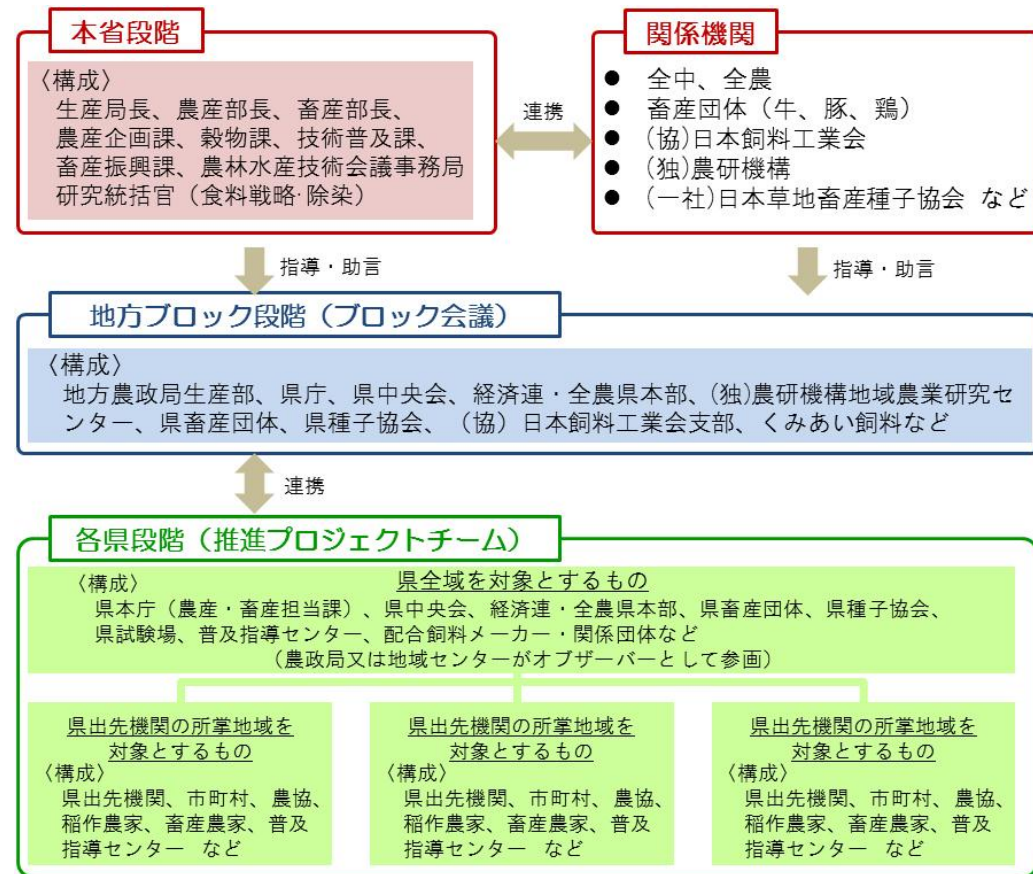 本省段階
〈構成〉
生産局長、農産部長、畜産部長、
農産企画課、穀物課、技術普及課、
畜産振興課、農林水産技術会議事務局
研究統括官（食料戦略･除染）
連携
関係機関
● 全中、全農
● 畜産団体（牛、豚、鶏）
● (協)日本飼料工業会
● (独)農研機構
● (一社)日本草地畜産種子協会 など
指導・助言
指導・助言
地方ブロック段階（ブロック会議）
〈構成〉
地方農政局生産部、県庁、県中央会、経済連・全農県本部、(独)農研機構地域農業研究セ
ンター、県畜産団体、県種子協会、（協）日本飼料工業会支部、くみあい飼料など
連携
各県段階（推進プロジェクトチーム）
県全域を対象とするもの
〈構成〉
県本庁（農産・畜産担当課）、県中央会、経済連・全農県本部、県畜産団体、県種子協会、
県試験場、普及指導センター、配合飼料メーカー・関係団体など
（農政局又は地域センターがオブザーバーとして参画）
県出先機関の所掌地域を
対象とするもの
〈構成〉
県出先機関、市町村、農協、
稲作農家、畜産農家、普及
指導センター など
県出先機関の所掌地域を
対象とするもの
〈構成〉
県出先機関、市町村、農協、
稲作農家、畜産農家、普及
指導センター など
県出先機関の所掌地域を
対象とするもの
〈構成〉
県出先機関、市町村、農協、
稲作農家、畜産農家、普及
指導センター など